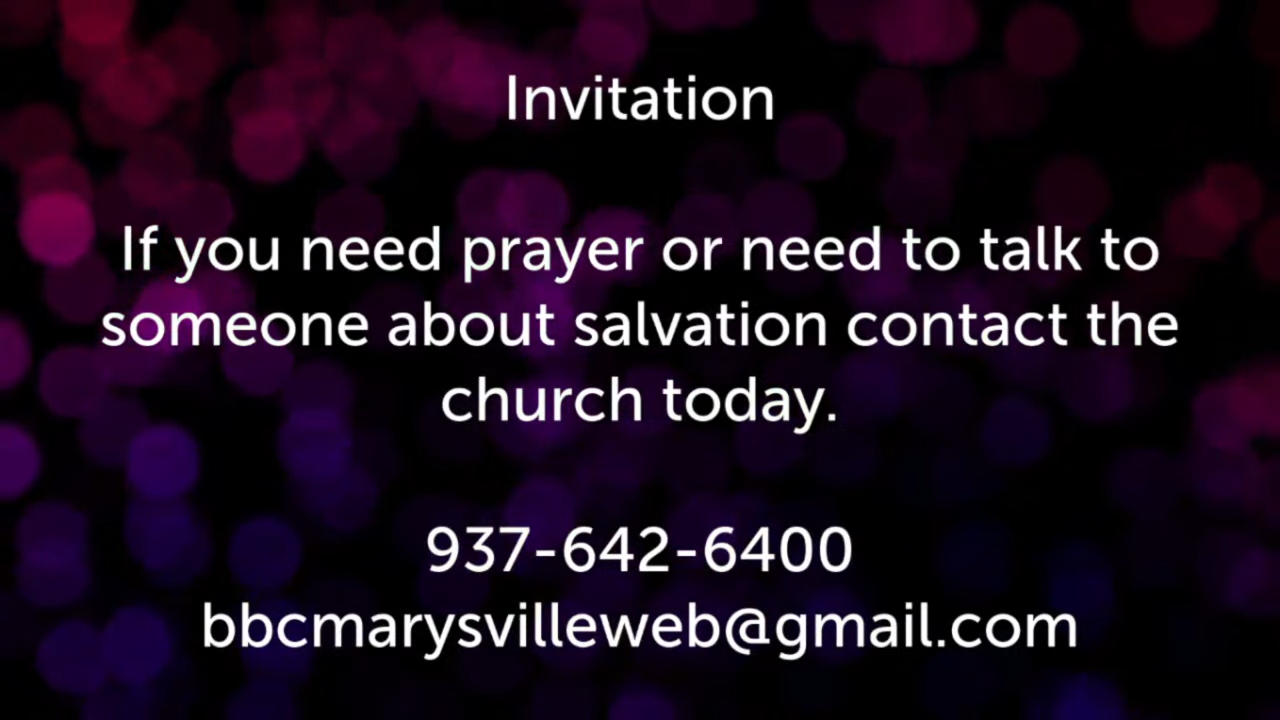 Invitation
If you need prayer or need to talk to
someone about salvation contact the
church today.
937-642-6400
bbcmarysvilleweb@gmail.com